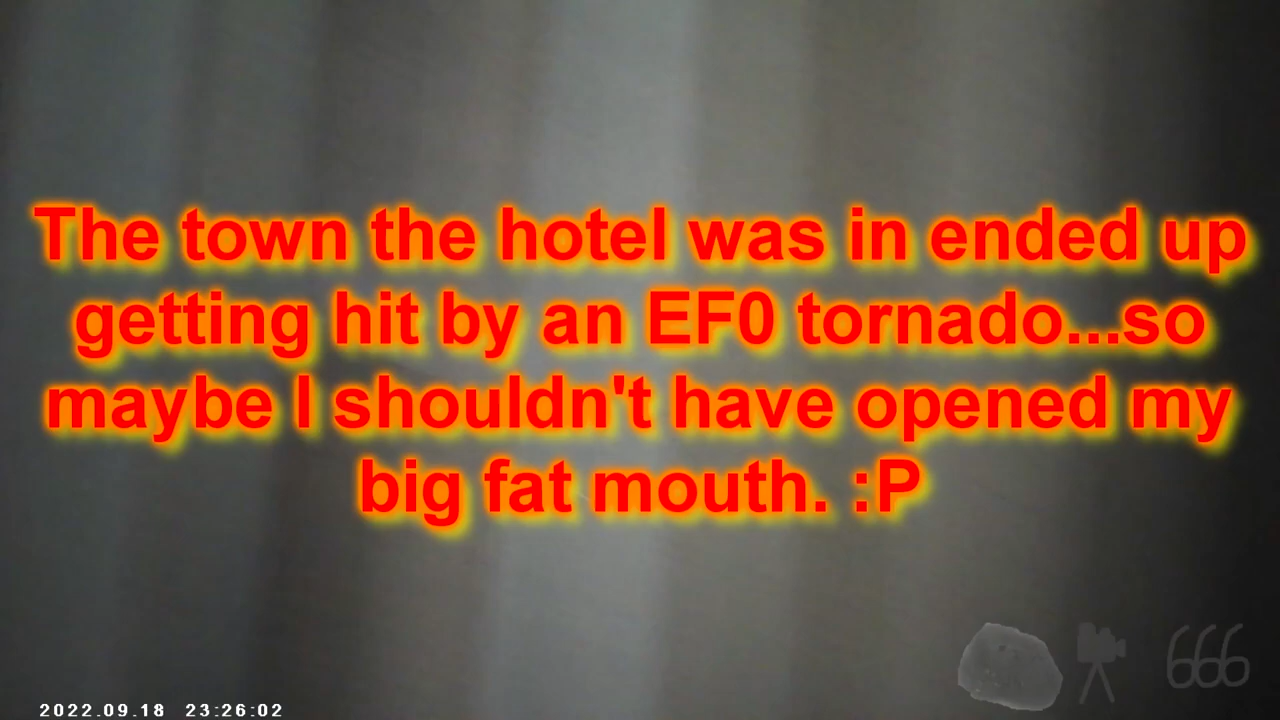 The town the hotel was in ended up
getting hit by an EF0 tornado...so
maybe I shouldn't have opened my
big fat mouth. :P
666
2022.09.18 23:26:02